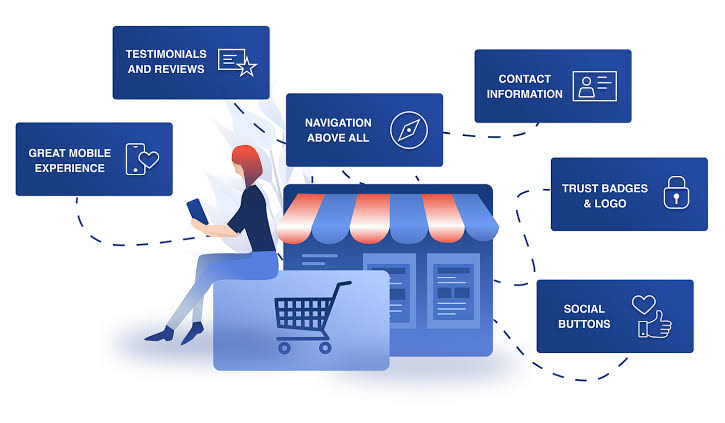 TESTIMONIALS
AND REVIEWS
CONTACT
INFORMATION
NAVIGATION
ABOVE ALL
GREAT MOBILE
EXPERIENCE
TRUST BADGES
& LOGO
SOCIAL
BUTTONS